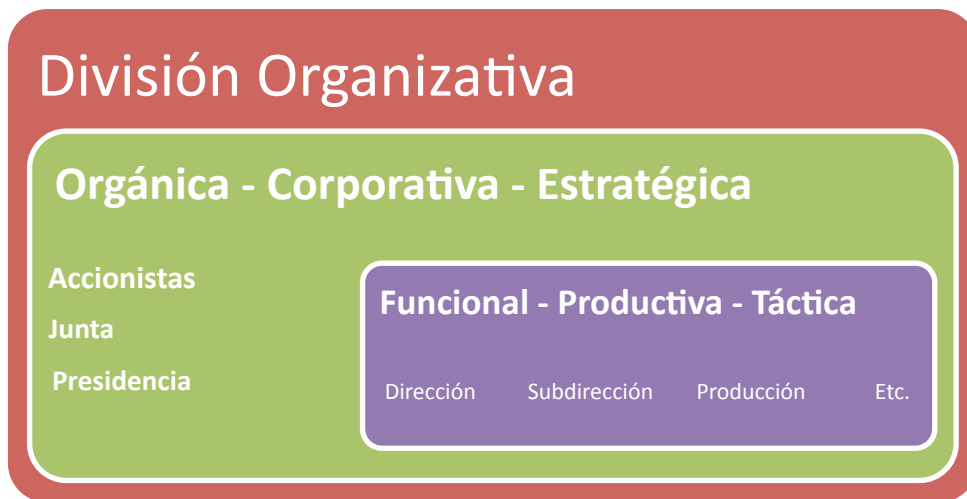 División Organizativa
Orgánica - Corporativa - Estratégica
Accionistas
Junta
Presidencia
Funcional - Productiva - Táctica
Dirección Subdirección Producción Etc.